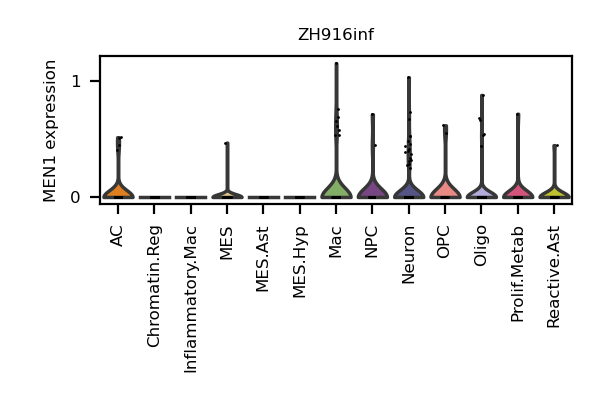 ZH916inf
MEN1 expression
1
0
AC
Chromatin.Reg
Inflammatory.Mac
MES
MES.Ast
MES.Hyp
Mac
NPC
Neuron
OPC
Oligo
Prolif.Metab
Reactive.Ast